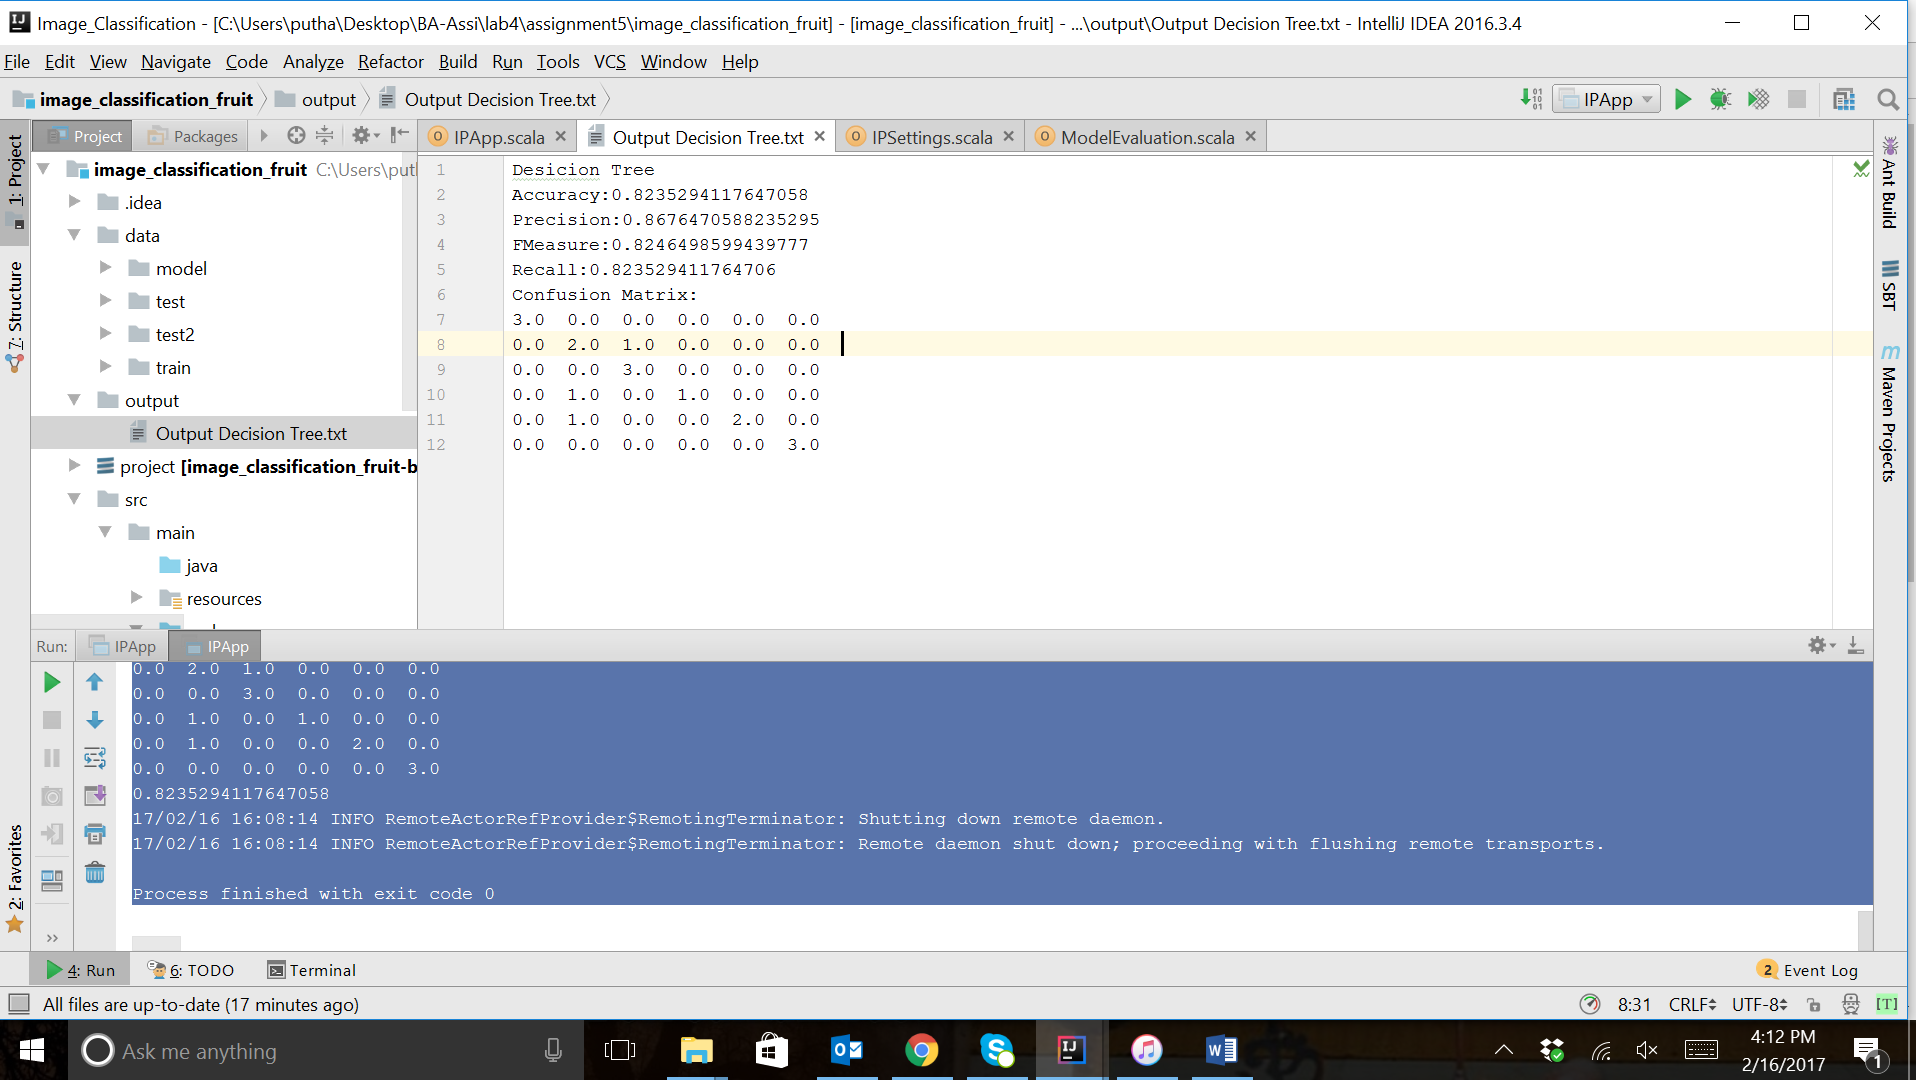 Image_Classification - [C:\Users\putha\Desktop\BA-Assi\lab4\assignment5\image_classification_fruit] - [image_classification_fruit] - ...\output\Output Decision Tree.txt - IntelliJ IDEA 2016.3.4
File Edit View Navigate Code Analyze Refactor Build Run Tools VCS Window Help
image_classification_fruit output Output Decision Tree.txt IPApp
Project Packages IPApp.scala Output Decision Tree.txt IPSettings.scala ModelEvaluation.scala
1: Project
7: Structure
2: Favorites
image_classification_fruit C:\Users\put
.idea
data
model
test
test2
train
output
Output Decision Tree.txt
project [image_classification_fruit-b
src
main
java
resources
1 Desicion Tree
2 Accuracy:0.8235294117647058
3 Precision:0.8676470588235295
4 FMeasure:0.8246498599439777
5 Recall:0.823529411764706
6 Confusion Matrix:
7 3.0 0.0 0.0 0.0 0.0 0.0
8 0.0 2.0 1.0 0.0 0.0 0.0
9 0.0 0.0 3.0 0.0 0.0 0.0
10 0.0 1.0 0.0 1.0 0.0 0.0
11 0.0 1.0 0.0 0.0 2.0 0.0
12 0.0 0.0 0.0 0.0 0.0 3.0
Ant Build
SBT
Maven Projects
Run: IPApp IPApp
0.0 2.0 1.0 0.0 0.0 0.0
0.0 0.0 3.0 0.0 0.0 0.0
0.0 1.0 0.0 1.0 0.0 0.0
0.0 1.0 0.0 0.0 2.0 0.0
0.0 0.0 0.0 0.0 0.0 3.0
0.8235294117647058
17/02/16 16:08:14 INFO RemoteActorRefProvider$RemotingTerminator: Shutting down remote daemon.
17/02/16 16:08:14 INFO RemoteActorRefProvider$RemotingTerminator: Remote daemon shut down; proceeding with flushing remote transports.
Process finished with exit code 0
4: Run 6: TODO Terminal 2 Event Log
All files are up-to-date (17 minutes ago) 8:31 CRLF UTF-8 [T]
Ask me anything 4:12 PM
2/16/2017 1